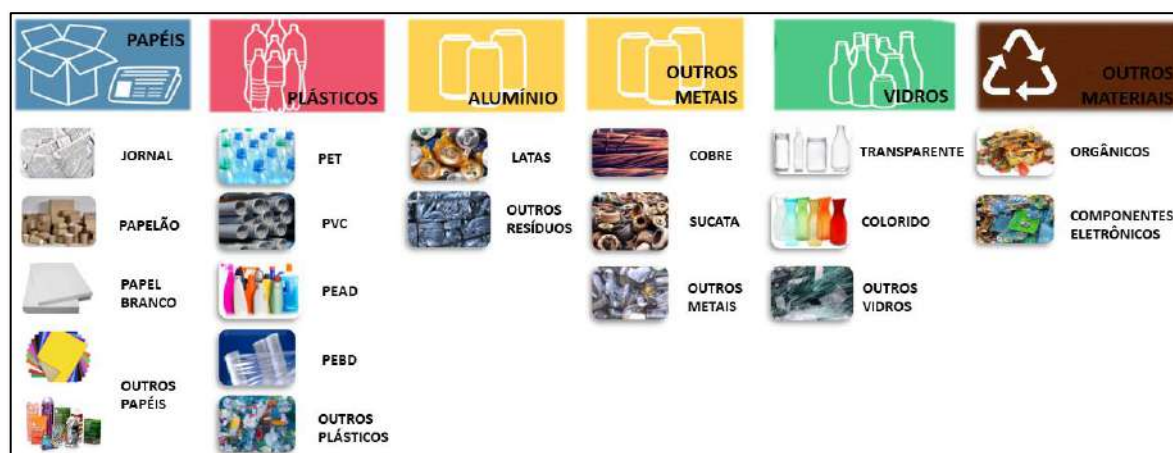 PAPÉIS
PLÁSTICOS
ALUMÍNIO
OUTROS
METAIS
VIDROS
OUTROS
MATERIAIS
JORNAL
PAPELÃO
PAPEL
BRANCO
OUTROS
PAPÉIS
PET
PVC
PEAD
PEBD
OUTROS
PLÁSTICOS
LATAS
OUTROS
RESÍDUOS
COBRE
SUCATA
OUTROS
METAIS
TRANSPARENTE
COLORIDO
OUTROS
VIDROS
ORGÂNICOS
COMPONENTES
ELETRÔNICOS